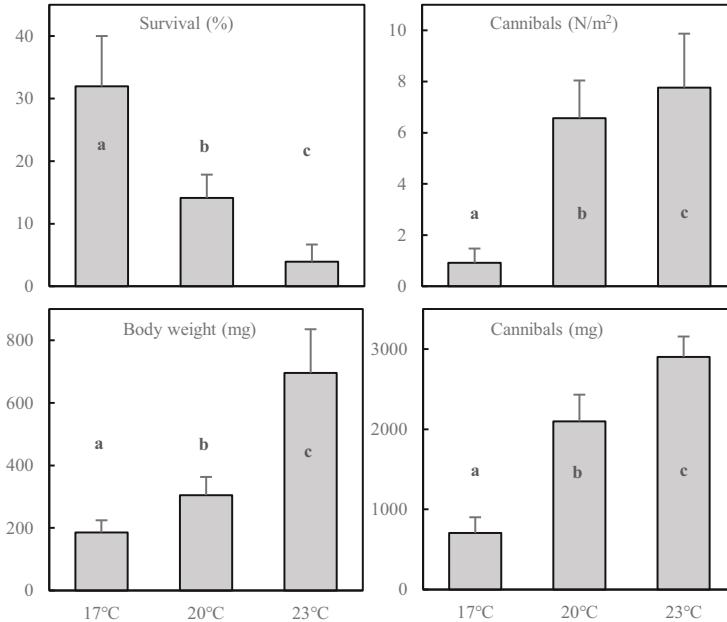 Survival (%)
40
30
20
10
0
a
b
c
Cannibals (N/m²)
10
8
6
4
2
0
a
b
c
Body weight (mg)
800
600
400
200
0
a
b
c
17°C
20°C
23°C
Cannibals (mg)
3000
2000
1000
0
a
b
c
17°C
20°C
23°C